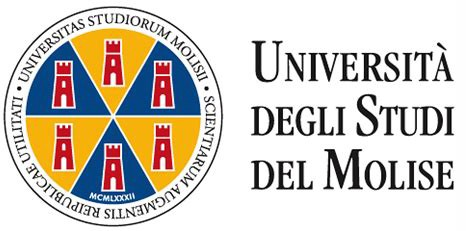 · UNIVERSITAS STUDIORUM MOLISII · SCIENTIARUM AUGMENTIS REIPUBLICAE UTILITATI
MCMLXXXII
UNIVERSITÀ
DEGLI STUDI
DEL MOLISE